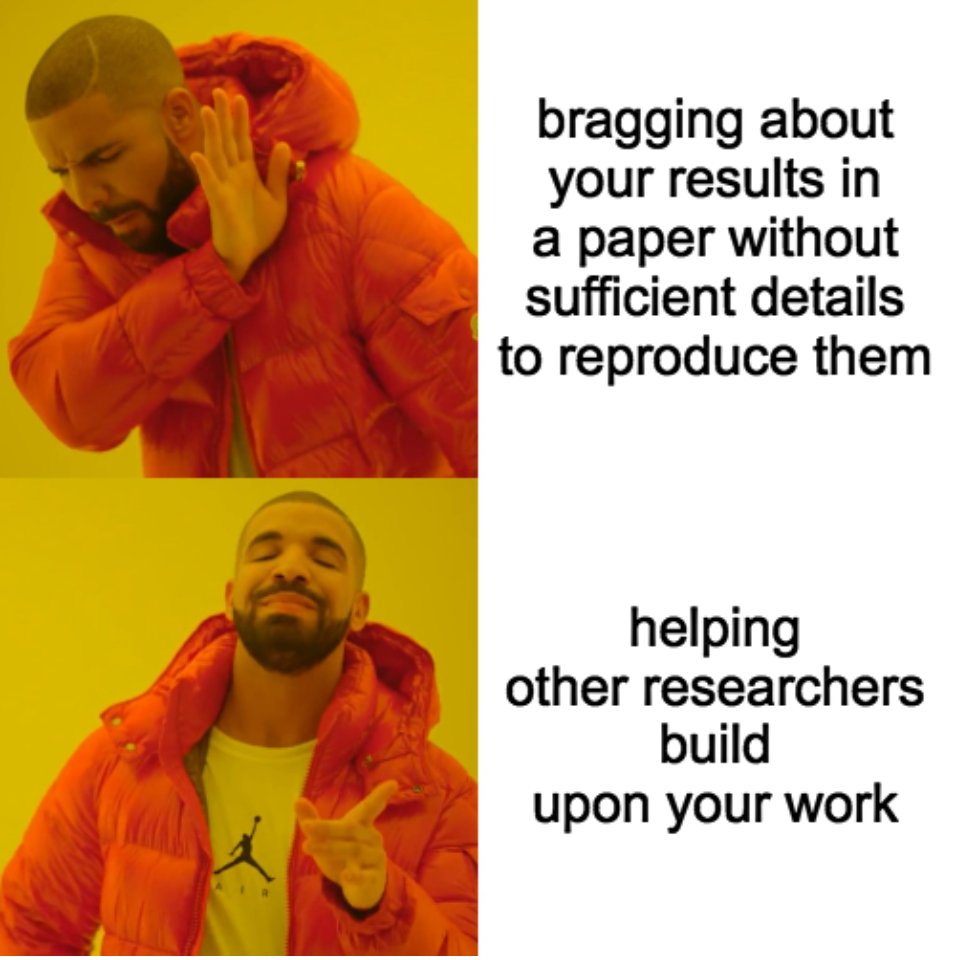 bragging about
your results in
a paper without
sufficient details
to reproduce them
helping
other researchers
build
upon your work
AIR